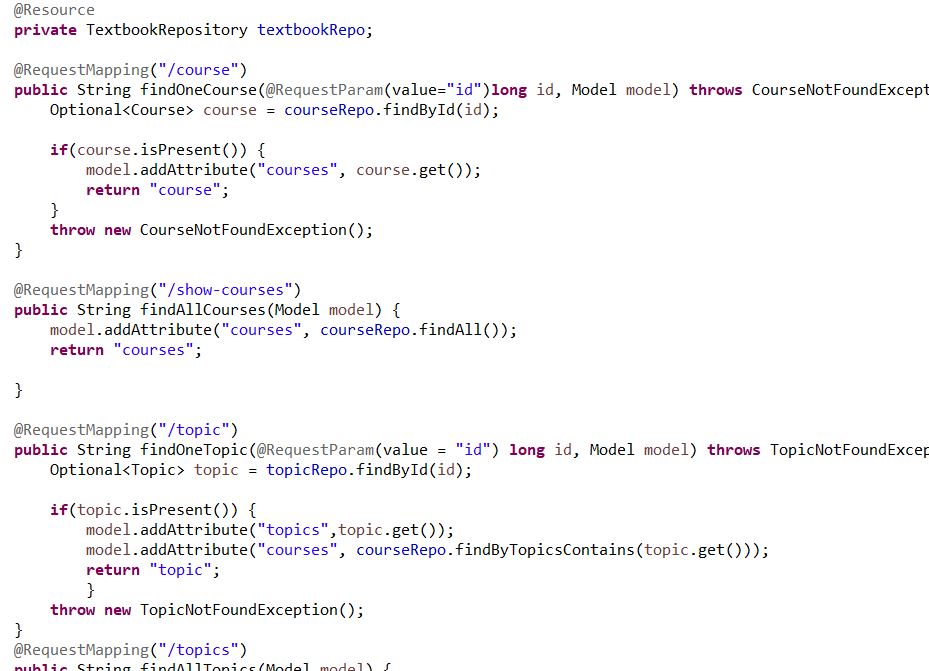 @Resource
private TextbookRepository textbookRepo;
@RequestMapping("/course")
public String findOneCourse(@RequestParam(value="id")long id, Model model) throws CourseNotFoundExcept
Optional<Course> course = courseRepo.findById(id);
if(course.isPresent()) {
model.addAttribute("courses", course.get());
return "course";
}
throw new CourseNotFoundException();
}
@RequestMapping("/show-courses")
public String findAllCourses(Model model) {
model.addAttribute("courses", courseRepo.findAll());
return "courses";
}
@RequestMapping("/topic")
public String findOneTopic(@RequestParam(value = "id") long id, Model model) throws TopicNotFoundExcep
Optional<Topic> topic = topicRepo.findById(id);
if(topic.isPresent()) {
model.addAttribute("topics",topic.get());
model.addAttribute("courses", courseRepo.findByTopicsContains(topic.get()));
return "topic";
}
throw new TopicNotFoundException();
}
@RequestMapping("/topics")
public String findAllTopics(Model model) {